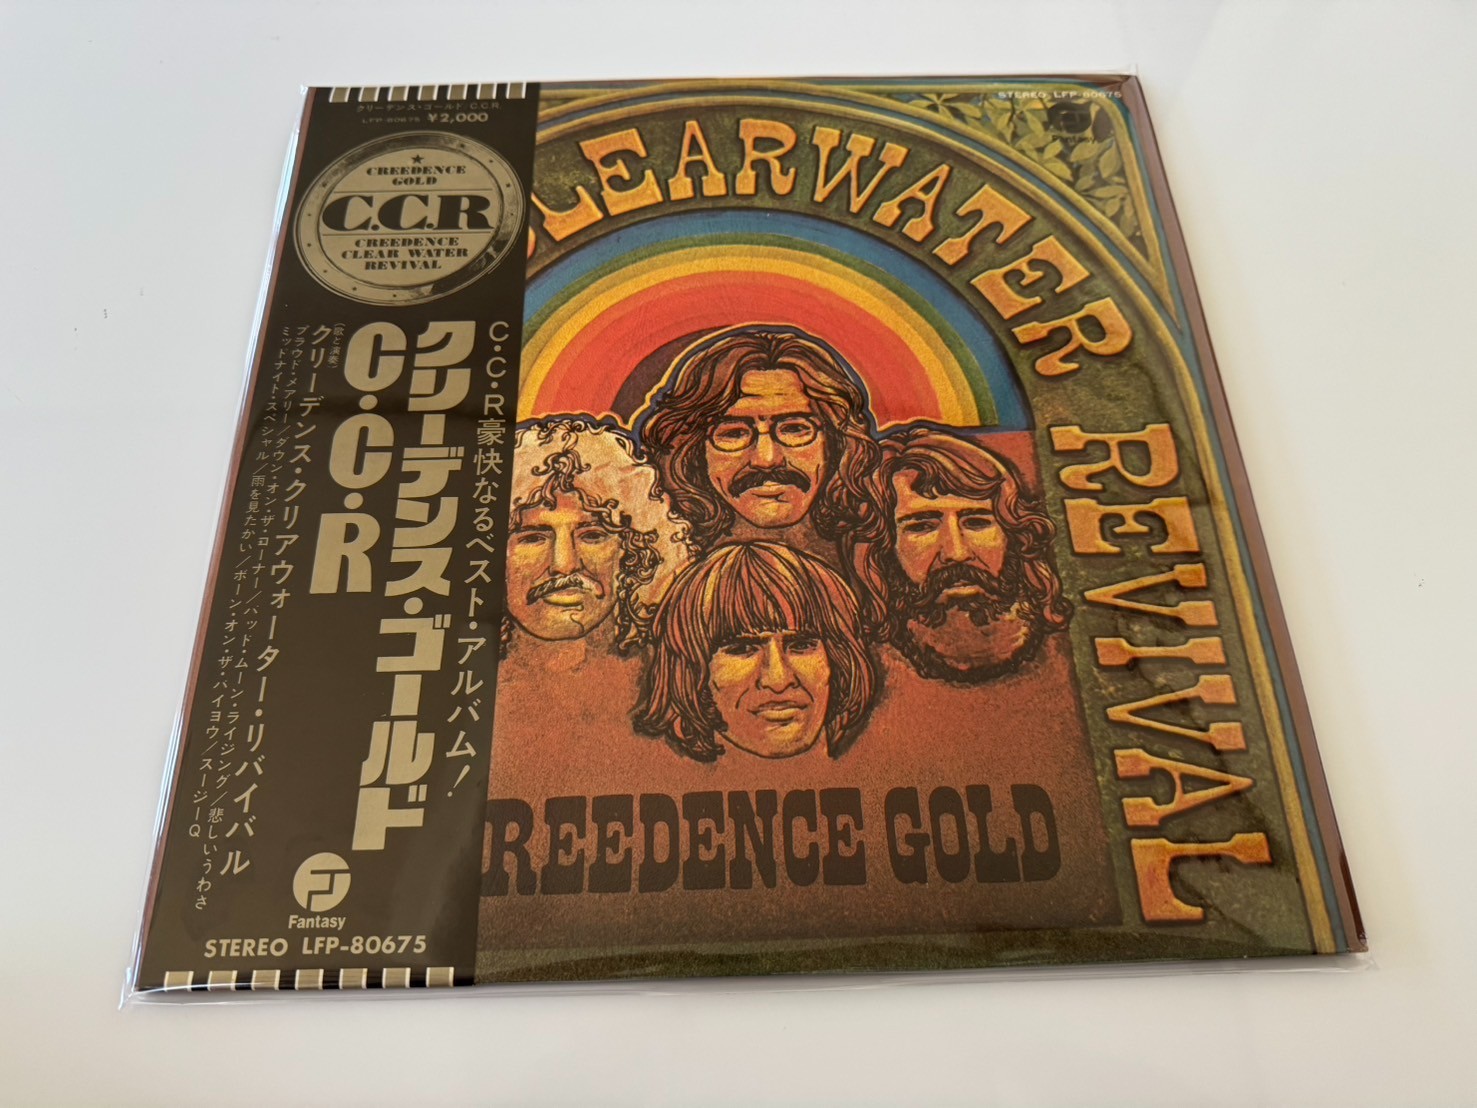 クリーデンス・ゴールド/C.C.R.
LFP-80675 ¥2,000
★
CREEDENCE
GOLD
C.C.R
CREEDENCE
CLEAR WATER
REVIVAL
C.C.R豪快なるベスト・アルバム!
クリーデンス・ゴールド
C.C.R
(歌と演奏)
クリーデンス・クリアウォーター・リバイバル
プラウド・メアリー/ダウン・オン・ザ・コーナー/バッド・ムーン・ライジング/悲しいうわさ
ミッドナイト・スペシャル/雨を見たかい/ボーン・オン・ザ・バイヨウ/スージーQ
Fantasy
STEREO LFP-80675
STEREO LFP-80675
Fantasy
CLEARWATER REVIVAL
REEDENCE GOLD